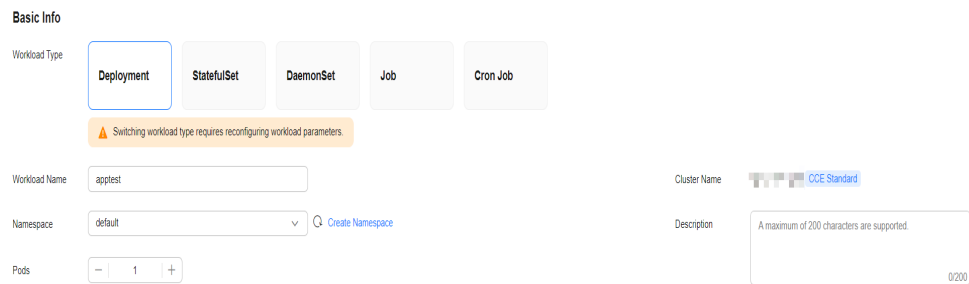 Basic Info
Workload Type
Deployment StatefulSet DaemonSet Job Cron Job
Switching workload type requires reconfiguring workload parameters.
Workload Name apptest Cluster Name CCE Standard
Namespace default Create Namespace Description A maximum of 200 characters are supported.
Pods 1 0/200